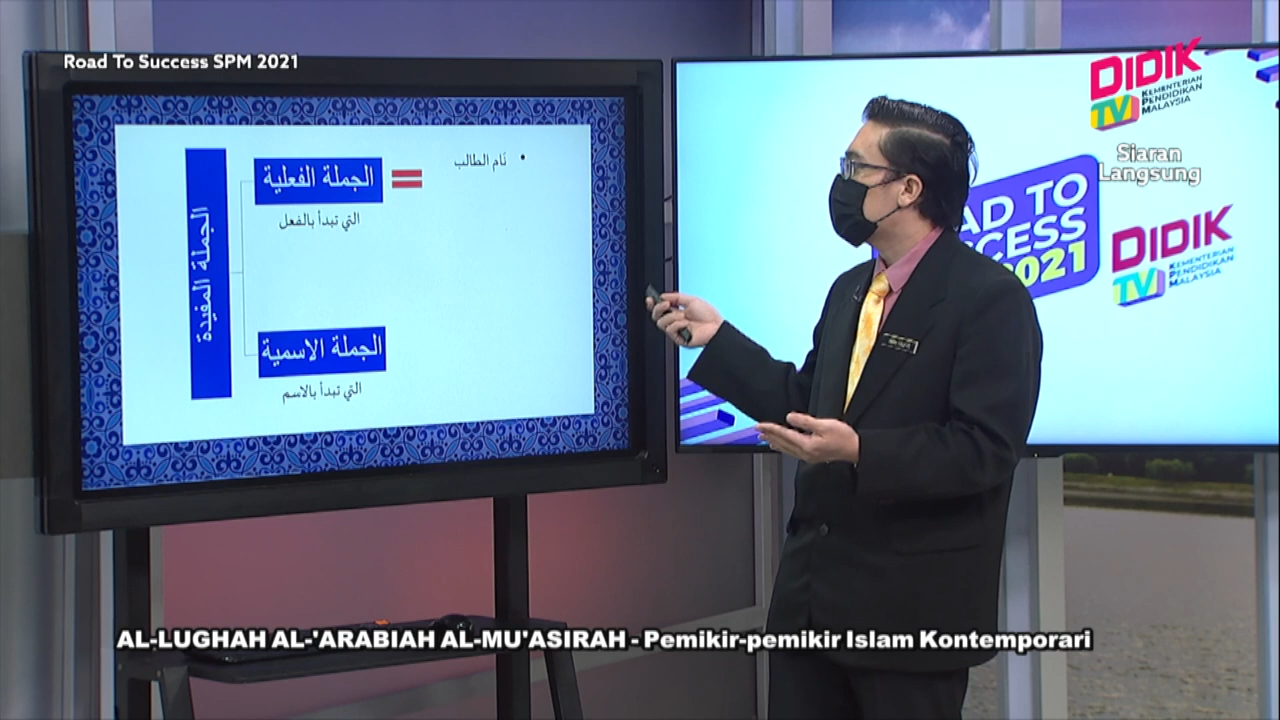 Road To Success SPM 2021
الجملة المفيدة
الجملة الفعلية
التي تبدأ بالفعل
• نَام الطالب
الجملة الاسمية
التي تبدأ بالاسم
AD TO
CESS
2021
DIDIK
TV
KEMENTERIAN
PENDIDIKAN
MALAYSIA
Siaran
Langsung
DIDIK
TV
KEMENTERIAN
PENDIDIKAN
MALAYSIA
AL-LUGHAH AL-'ARABIAH AL-MU'ASIRAH - Pemikir-pemikir Islam Kontemporari